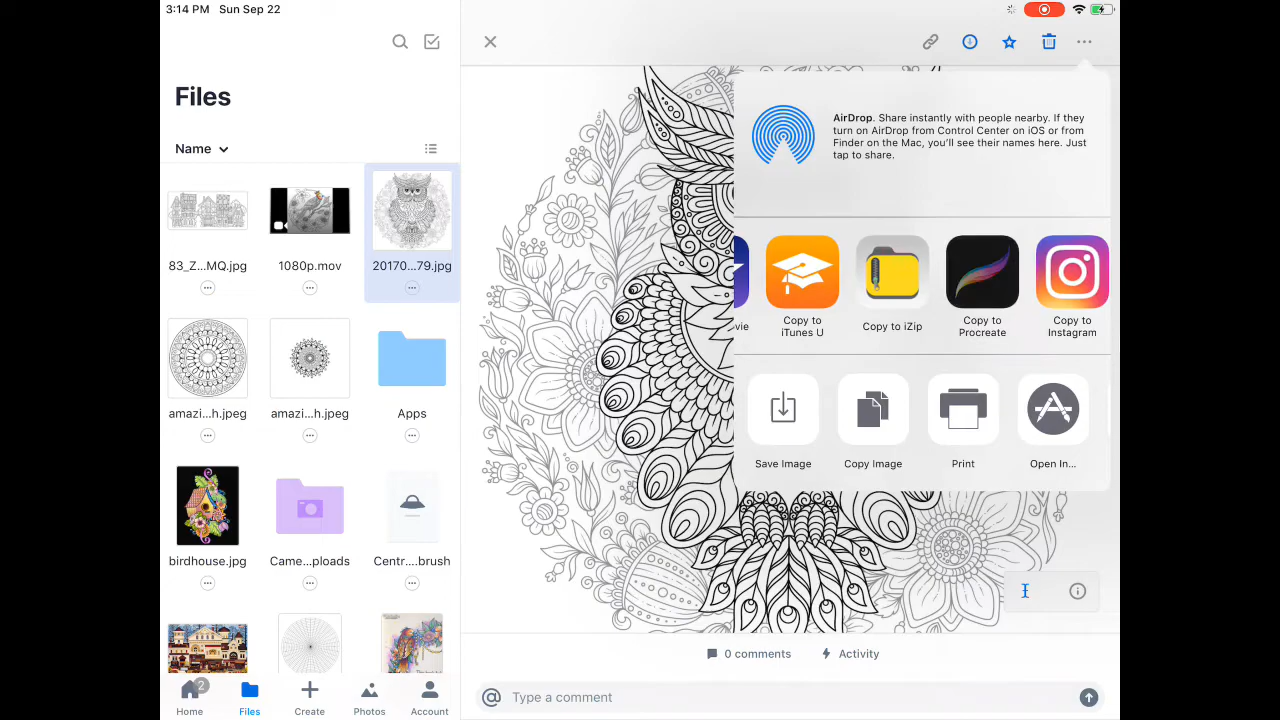 3:14 PM Sun Sep 22
Files
Name
83_Z...MQ.jpg
1080p.mov
20170...79.jpg
amazi...h.jpeg
amazi...h.jpeg
Apps
birdhouse.jpg
Came...ploads
Centr....brush
2
Home
Files
Create
Photos
Account
AirDrop. Share instantly with people nearby. If they
turn on AirDrop from Control Center on iOS or from
Finder on the Mac, you'll see their names here. Just
tap to share.
vie
Copy to
iTunes U
Copy to iZip
Copy to
Procreate
Copy to
Instagram
Save Image
Copy Image
Print
Open In...
0 comments
Activity
@ Type a comment